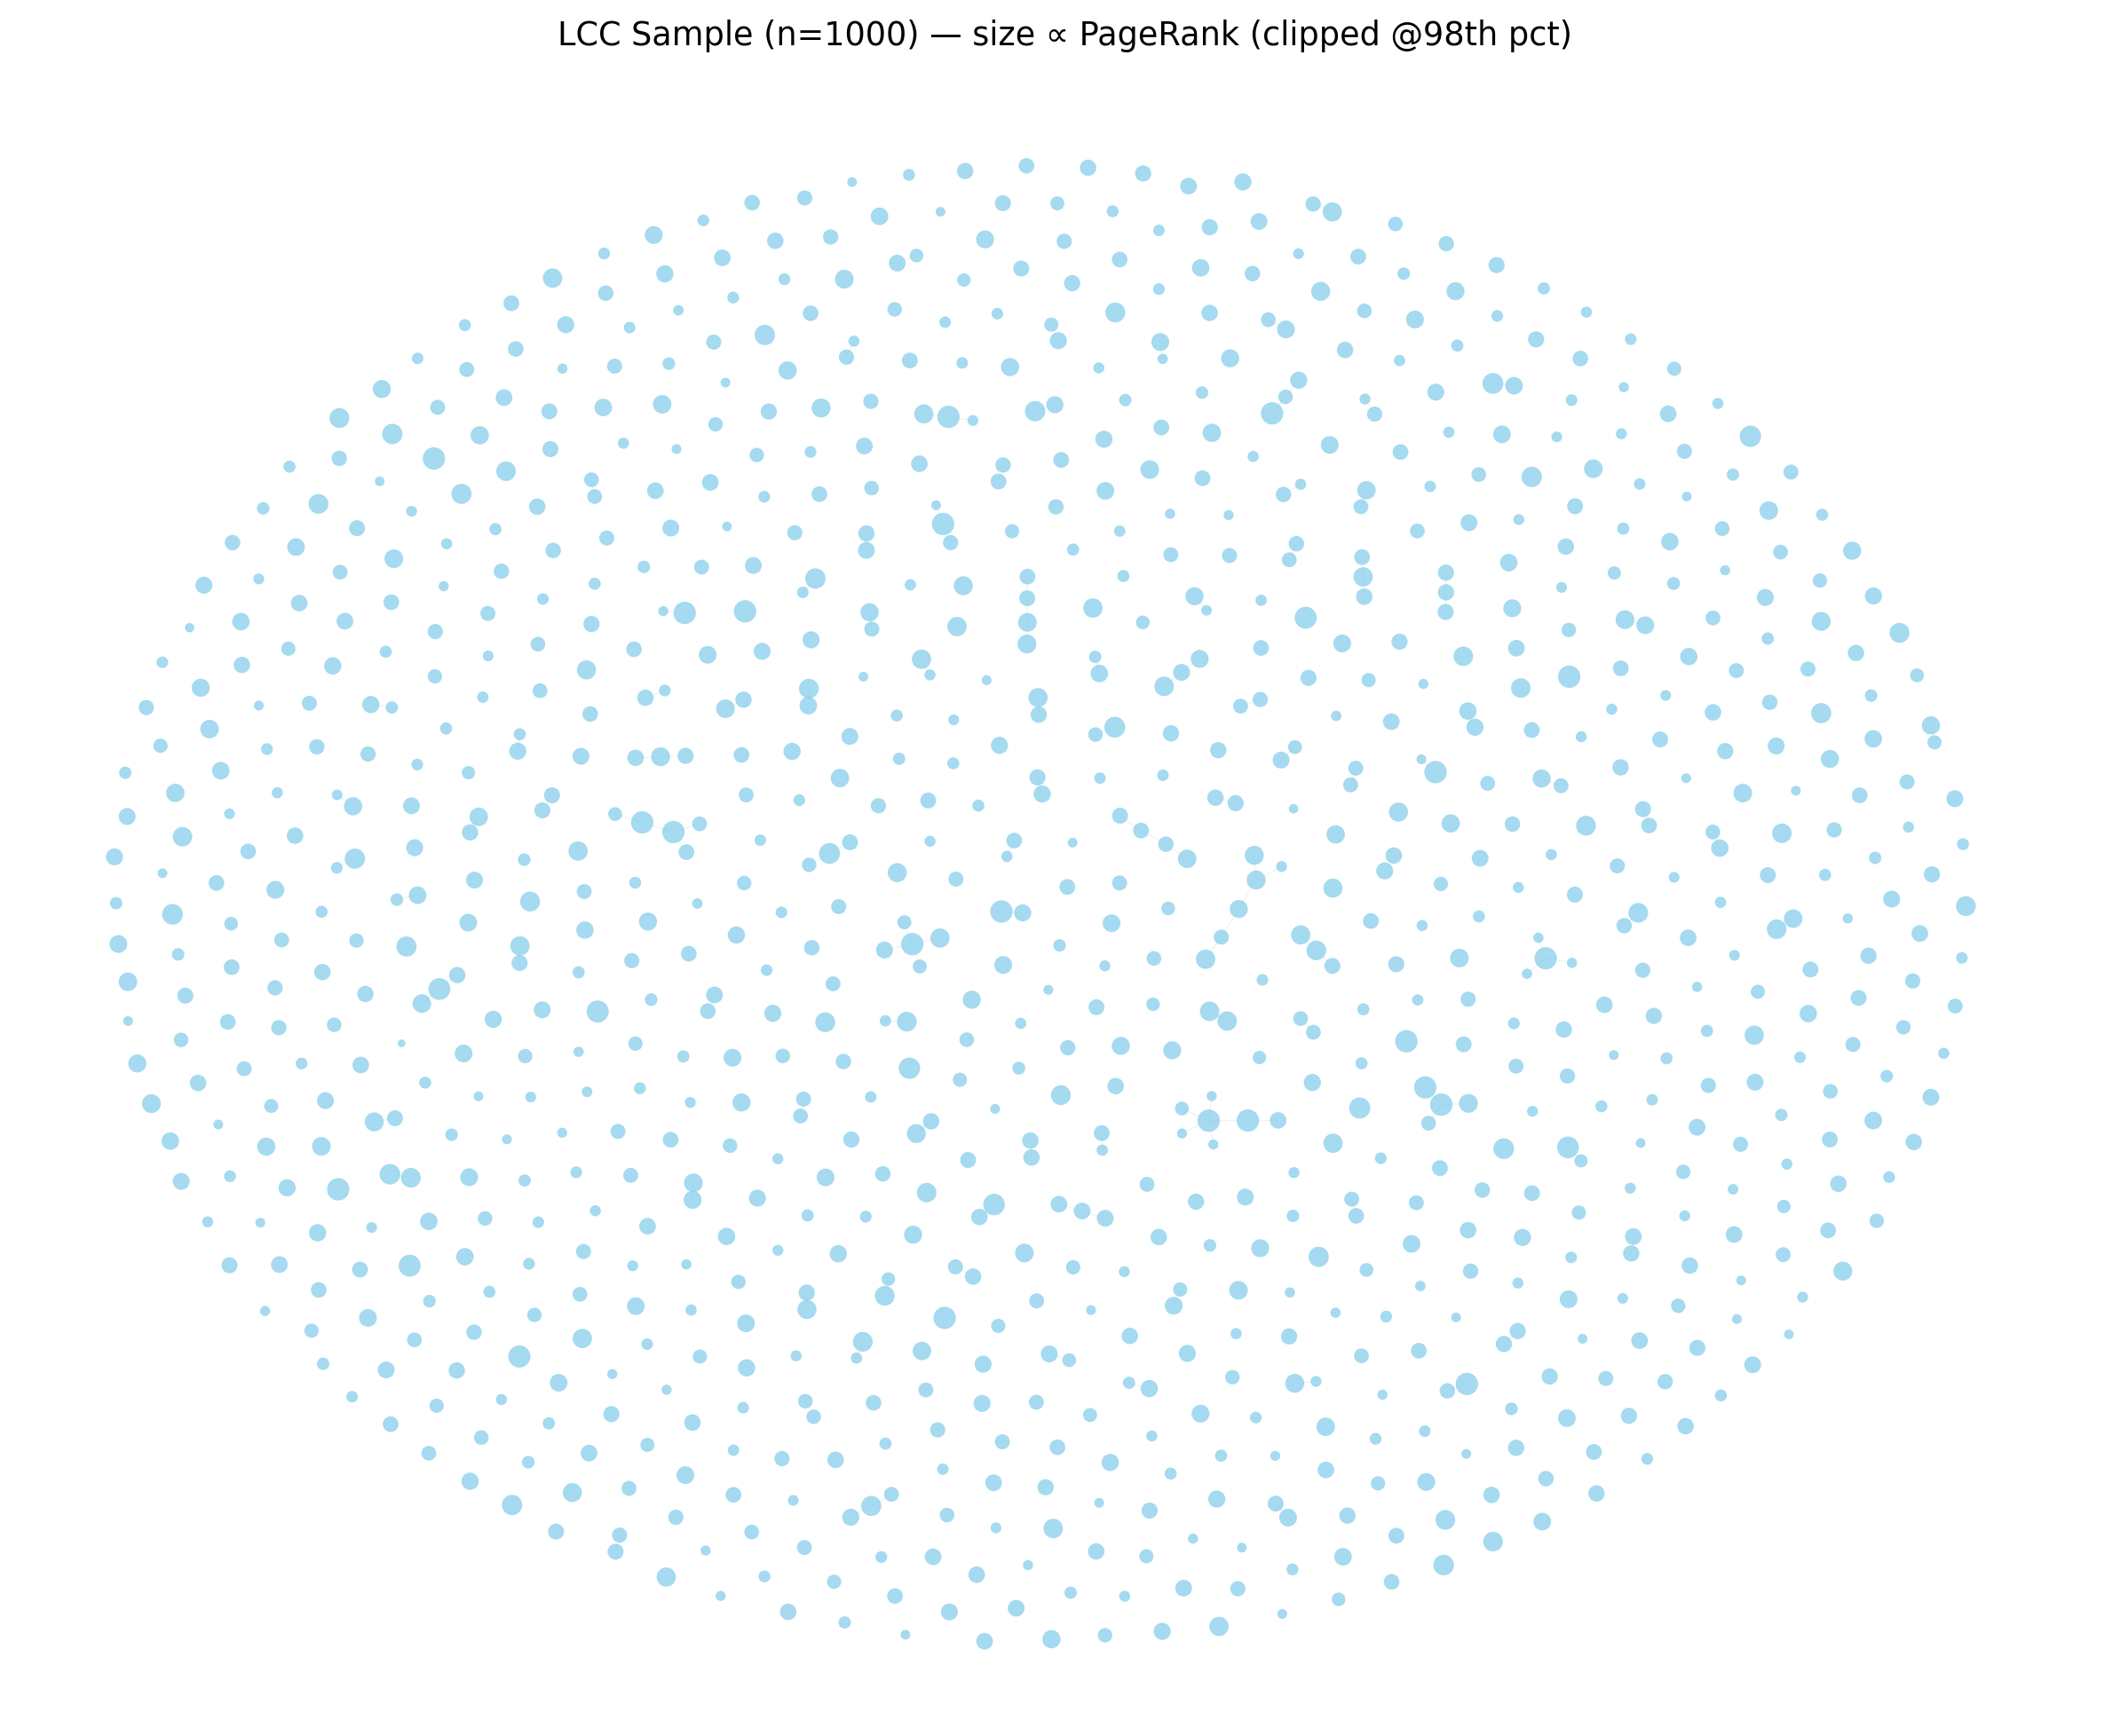 LCC Sample (n=1000) — size ∝ PageRank (clipped @98th pct)